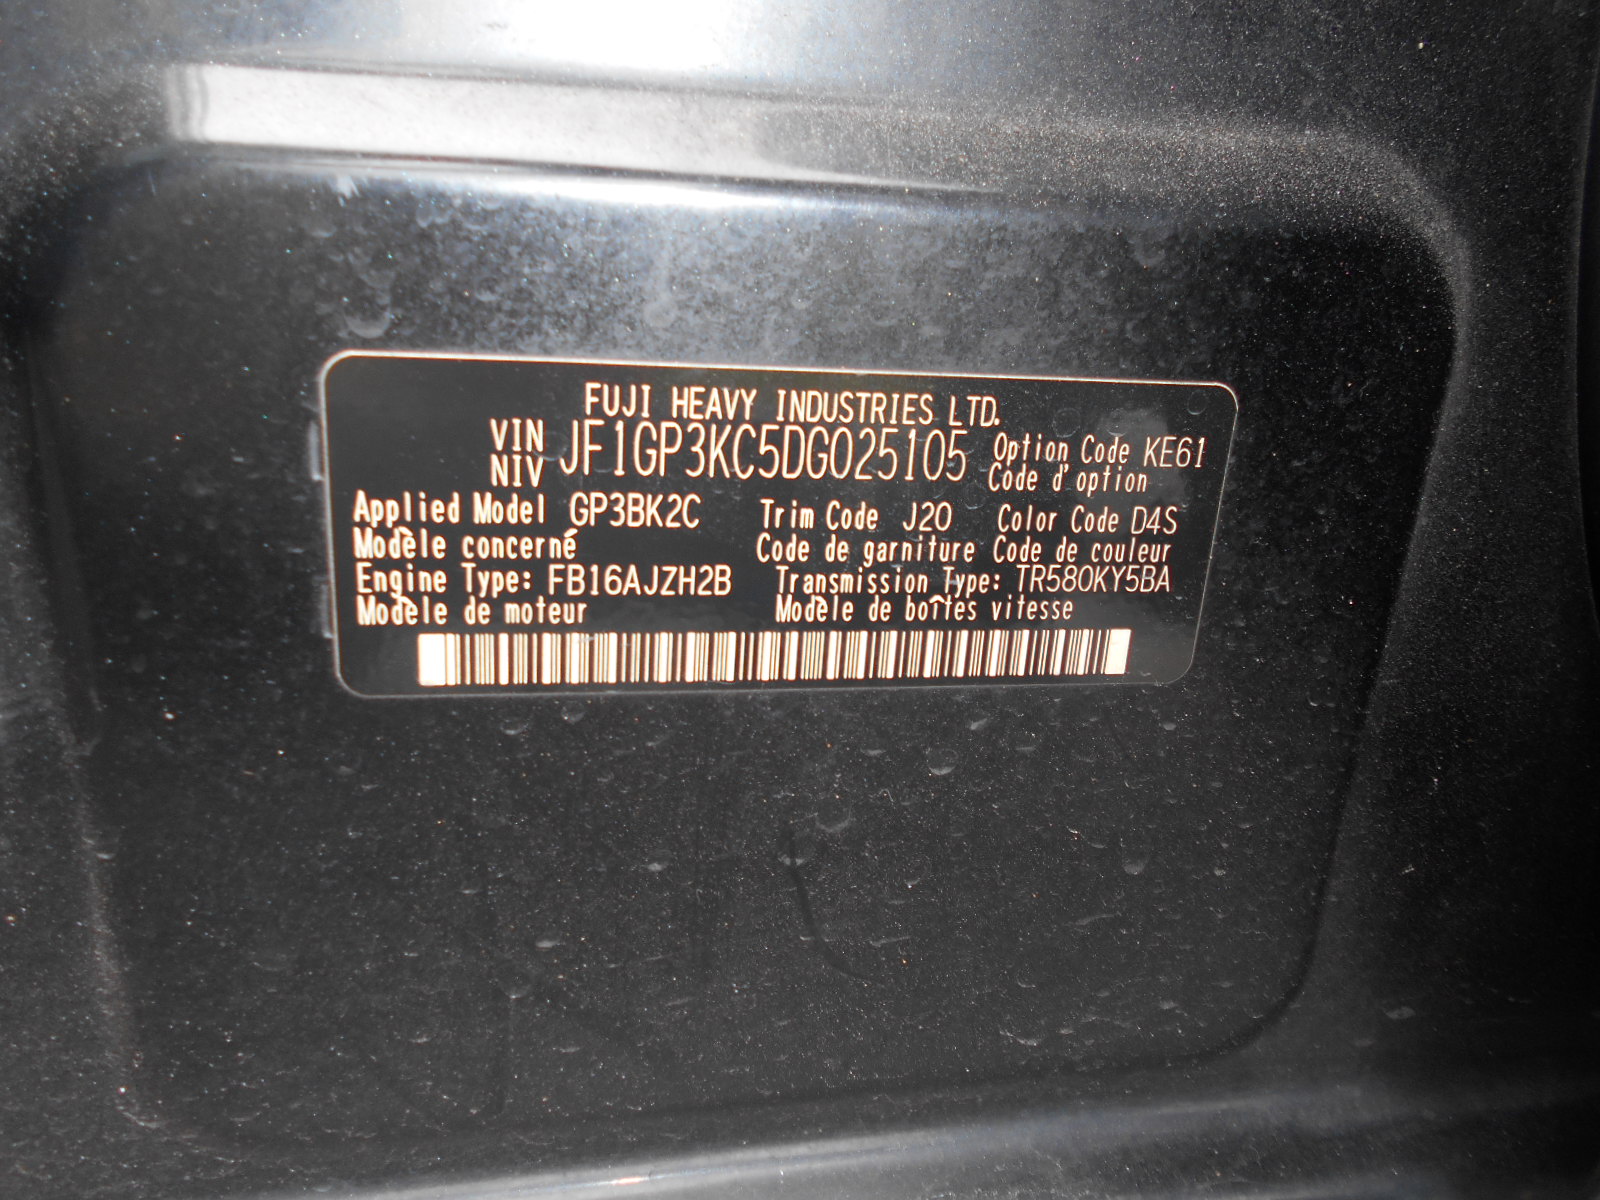 FUJI HEAVY INDUSTRIES LTD.
VIN JF1GP3KC5DG025105 Option Code KE61
NIV Code d'option
Applied Model GP3BK2C Trim Code J20 Color Code D4S
Modèle concerné Code de garniture Code de couleur
Engine Type: FB16AJZH2B Transmission Type: TR580KY5BA
Modèle de moteur Modèle de boîtes vitesse